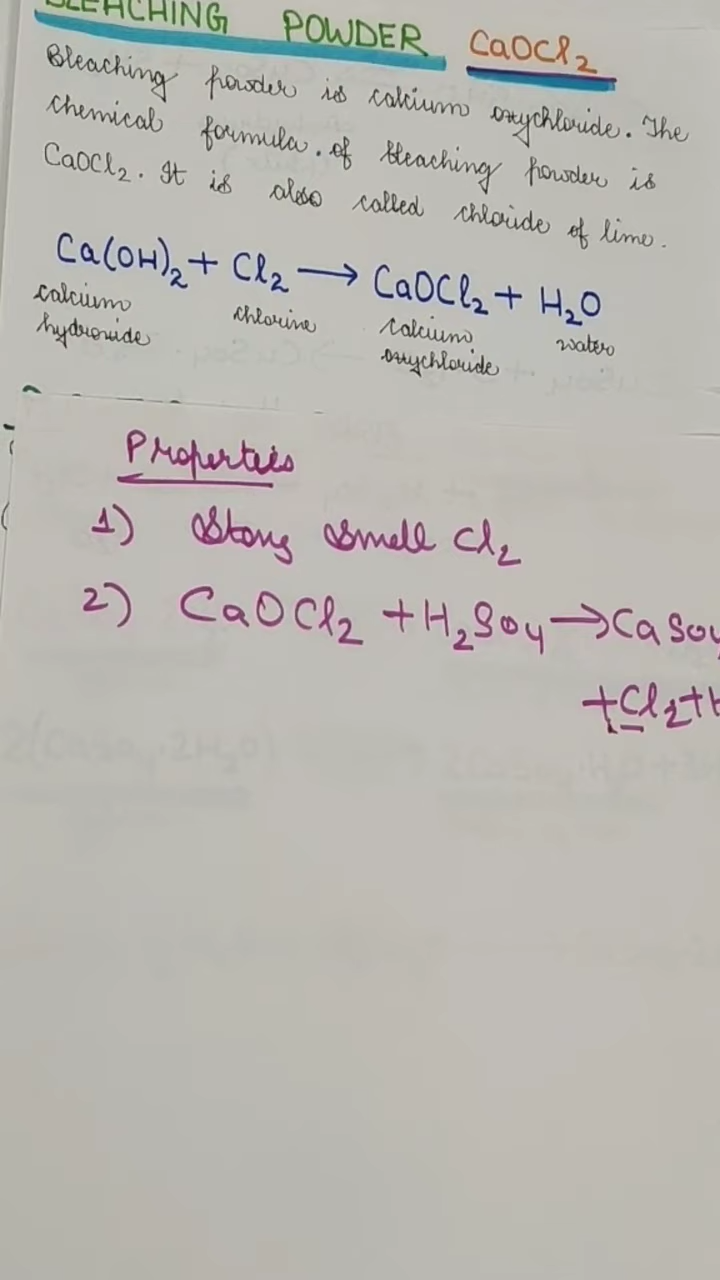 BLEACHING POWDER CaOCl₂
Bleaching powder is calcium oxychloride. The
chemical formula. of bleaching powder is
CaOCl₂. It is also called chloride of lime.
Ca(OH)₂ + Cl₂ → CaOCl₂ + H₂O
calcium hydroxide chlorine calcium oxychloride water
Properties
1) Stong smell Cl₂
2) CaOCl₂ + H₂SO₄ → CaSO₄
+Cl₂+